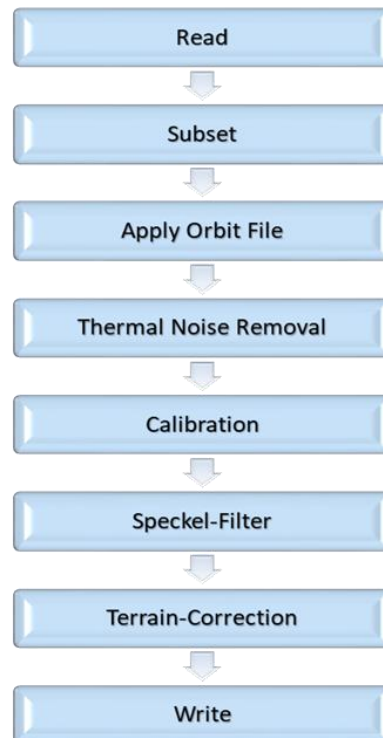 Read
Subset
Apply Orbit File
Thermal Noise Removal
Calibration
Speckel-Filter
Terrain-Correction
Write